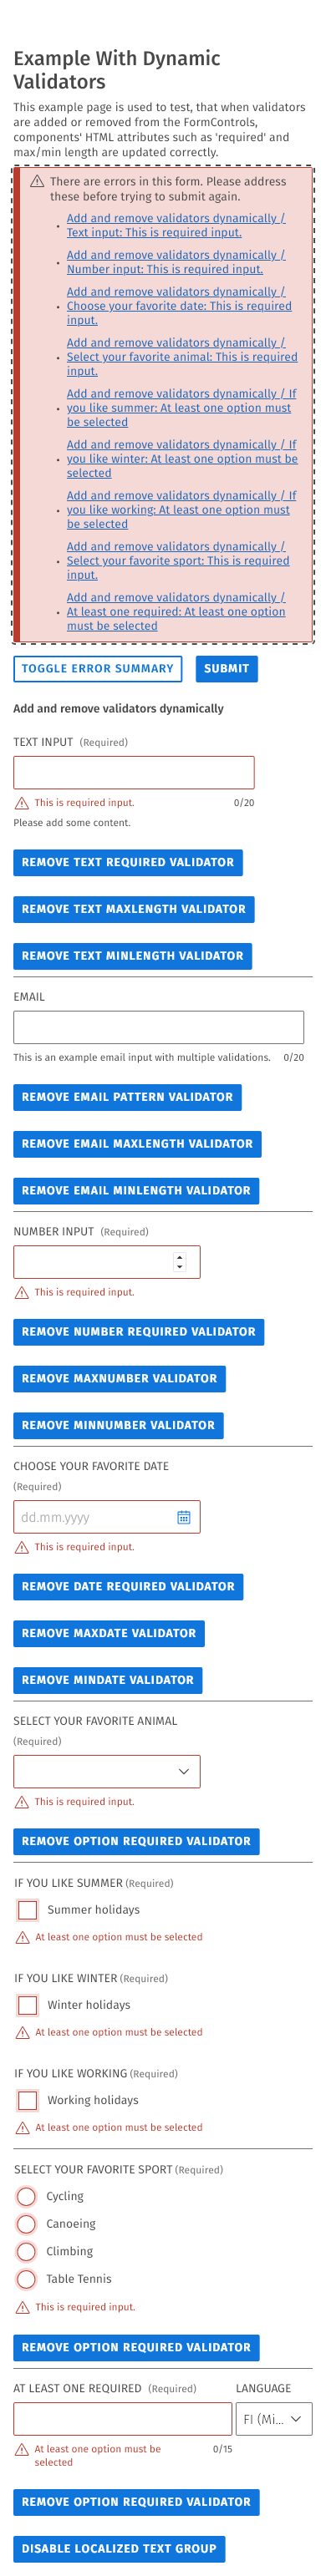 Example With Dynamic
Validators
This example page is used to test, that when validators
are added or removed from the FormControls,
components' HTML attributes such as 'required' and
max/min length are updated correctly.
There are errors in this form. Please address
these before trying to submit again.
Add and remove validators dynamically /
Text input: This is required input.
Add and remove validators dynamically /
Number input: This is required input.
Add and remove validators dynamically /
Choose your favorite date: This is required
input.
Add and remove validators dynamically /
Select your favorite animal: This is required
input.
Add and remove validators dynamically / If
you like summer: At least one option must
be selected
Add and remove validators dynamically / If
you like winter: At least one option must be
selected
Add and remove validators dynamically / If
you like working: At least one option must
be selected
Add and remove validators dynamically /
Select your favorite sport: This is required
input.
Add and remove validators dynamically /
At least one required: At least one option
must be selected
TOGGLE ERROR SUMMARY SUBMIT
Add and remove validators dynamically
TEXT INPUT (Required)
This is required input. 0/20
Please add some content.
REMOVE TEXT REQUIRED VALIDATOR
REMOVE TEXT MAXLENGTH VALIDATOR
REMOVE TEXT MINLENGTH VALIDATOR
EMAIL
This is an example email input with multiple validations. 0/20
REMOVE EMAIL PATTERN VALIDATOR
REMOVE EMAIL MAXLENGTH VALIDATOR
REMOVE EMAIL MINLENGTH VALIDATOR
NUMBER INPUT (Required)
This is required input.
REMOVE NUMBER REQUIRED VALIDATOR
REMOVE MAXNUMBER VALIDATOR
REMOVE MINNUMBER VALIDATOR
CHOOSE YOUR FAVORITE DATE
(Required)
dd.mm.yyyy
This is required input.
REMOVE DATE REQUIRED VALIDATOR
REMOVE MAXDATE VALIDATOR
REMOVE MINDATE VALIDATOR
SELECT YOUR FAVORITE ANIMAL
(Required)
This is required input.
REMOVE OPTION REQUIRED VALIDATOR
IF YOU LIKE SUMMER (Required)
Summer holidays
At least one option must be selected
IF YOU LIKE WINTER (Required)
Winter holidays
At least one option must be selected
IF YOU LIKE WORKING (Required)
Working holidays
At least one option must be selected
SELECT YOUR FAVORITE SPORT (Required)
Cycling
Canoeing
Climbing
Table Tennis
This is required input.
REMOVE OPTION REQUIRED VALIDATOR
AT LEAST ONE REQUIRED (Required) LANGUAGE
FI (Mi...
At least one option must be 0/15
selected
REMOVE OPTION REQUIRED VALIDATOR
DISABLE LOCALIZED TEXT GROUP